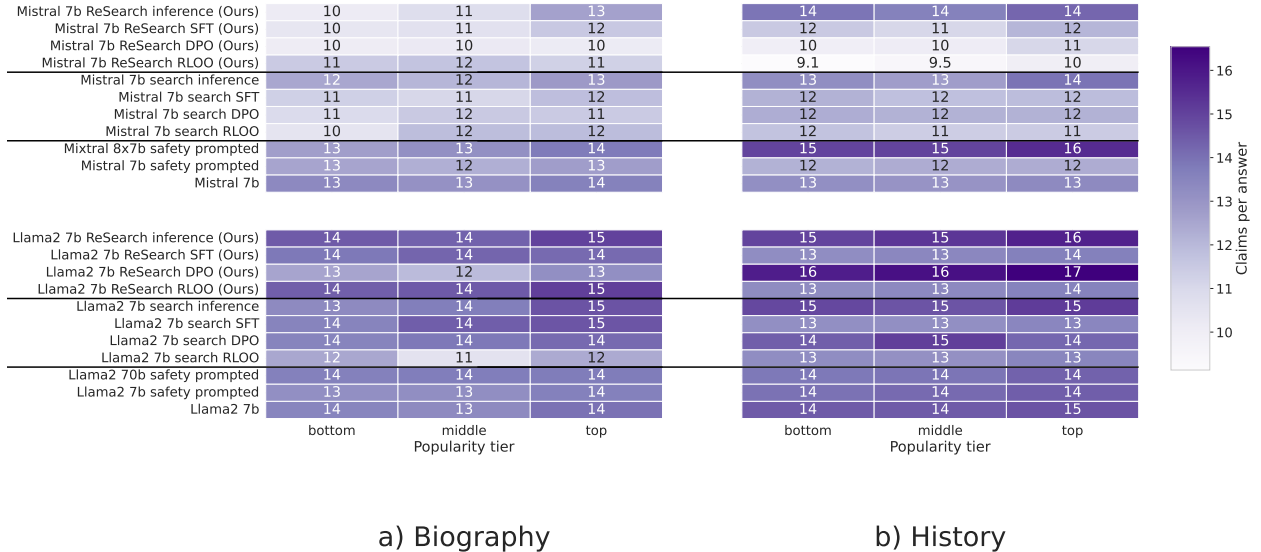 Mistral 7b ReSearch inference (Ours) 10 11 13 14 14 14
Mistral 7b ReSearch SFT (Ours) 10 11 12 12 11 12
Mistral 7b ReSearch DPO (Ours) 10 10 10 10 10 11
Mistral 7b ReSearch RLOO (Ours) 11 12 11 9.1 9.5 10
Mistral 7b search inference 12 12 13 13 13 14
Mistral 7b search SFT 11 11 12 12 12 12
Mistral 7b search DPO 11 12 11 12 12 12
Mistral 7b search RLOO 10 12 12 12 11 11
Mixtral 8x7b safety prompted 13 13 14 15 15 16
Mistral 7b safety prompted 13 12 13 12 12 12
Mistral 7b 13 13 14 13 13 13
Llama2 7b ReSearch inference (Ours) 14 14 15 15 15 16
Llama2 7b ReSearch SFT (Ours) 14 14 14 13 13 14
Llama2 7b ReSearch DPO (Ours) 13 12 13 16 16 17
Llama2 7b ReSearch RLOO (Ours) 14 14 15 13 13 14
Llama2 7b search inference 13 14 15 15 15 15
Llama2 7b search SFT 14 14 15 13 13 13
Llama2 7b search DPO 14 14 14 14 15 14
Llama2 7b search RLOO 12 11 12 13 13 13
Llama2 70b safety prompted 14 14 14 14 14 14
Llama2 7b safety prompted 13 13 14 14 14 14
Llama2 7b 14 13 14 14 14 15
bottom middle top bottom middle top
Popularity tier Popularity tier
16
15
14
13
12
11
10
Claims per answer
a) Biography b) History